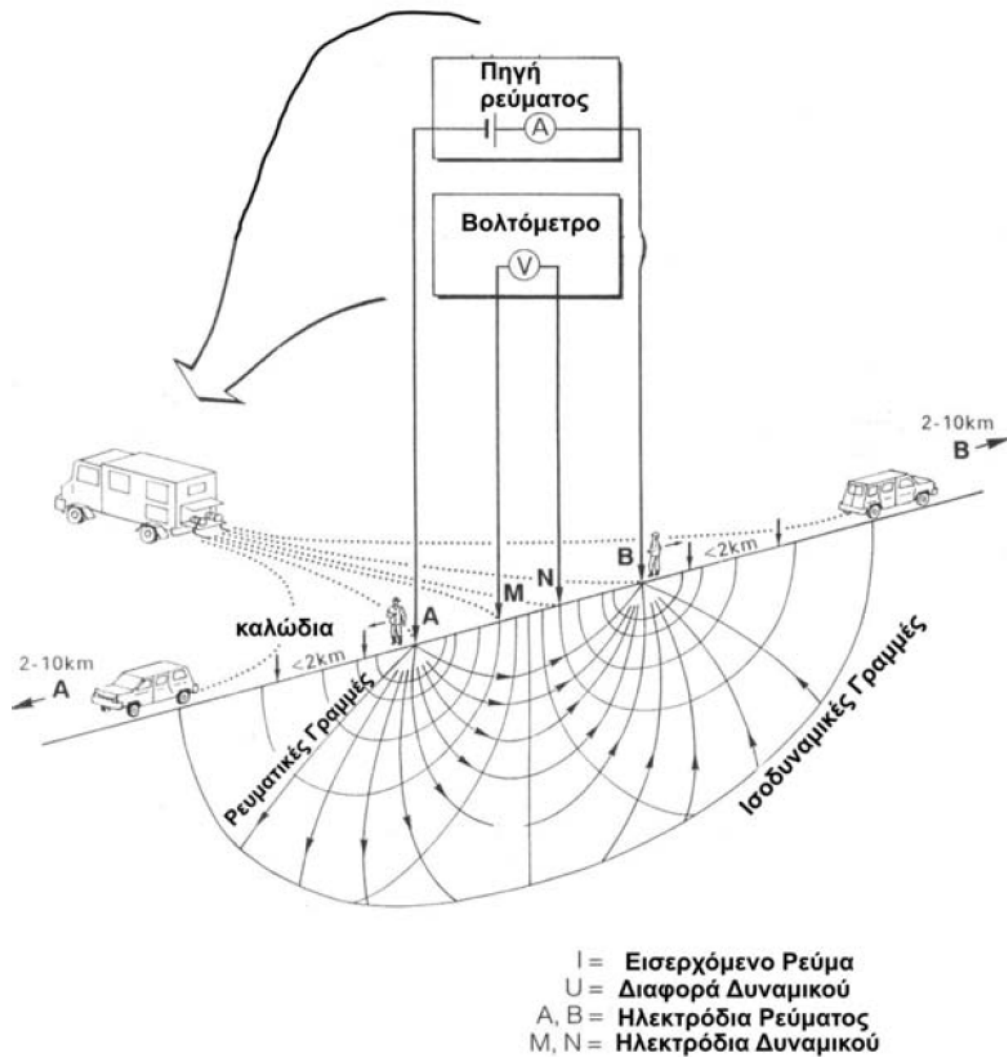 Πηγή
ρεύματος
A
Βολτόμετρο
V
2-10km
B
B
<2km
N
M
A
καλώδια
<2km
2-10km
A
Ρευματικές Γραμμές
Ισοδυναμικές Γραμμές
I = Εισερχόμενο Ρεύμα
U = Διαφορά Δυναμικού
A, B = Ηλεκτρόδια Ρεύματος
M, N = Ηλεκτρόδια Δυναμικού